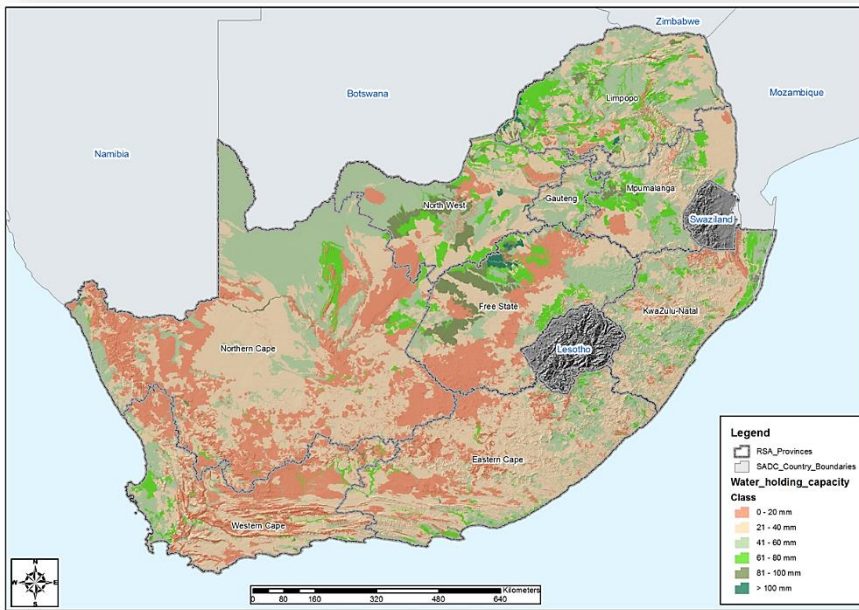 Zimbabwe
Botswana
Limpopo
Mozambique
Namibia
North West
Gauteng
Mpumalanga
Swaziland
Free State
KwaZulu-Natal
Northern Cape
Lesotho
Eastern Cape
Western Cape
Legend
RSA_Provinces
SADC_Country_Boundaries
Water_holding_capacity
Class
0 - 20 mm
21 - 40 mm
41 - 60 mm
61 - 80 mm
81 - 100 mm
> 100 mm
N
W E
S
Kilometers
0 80 160 320 480 640